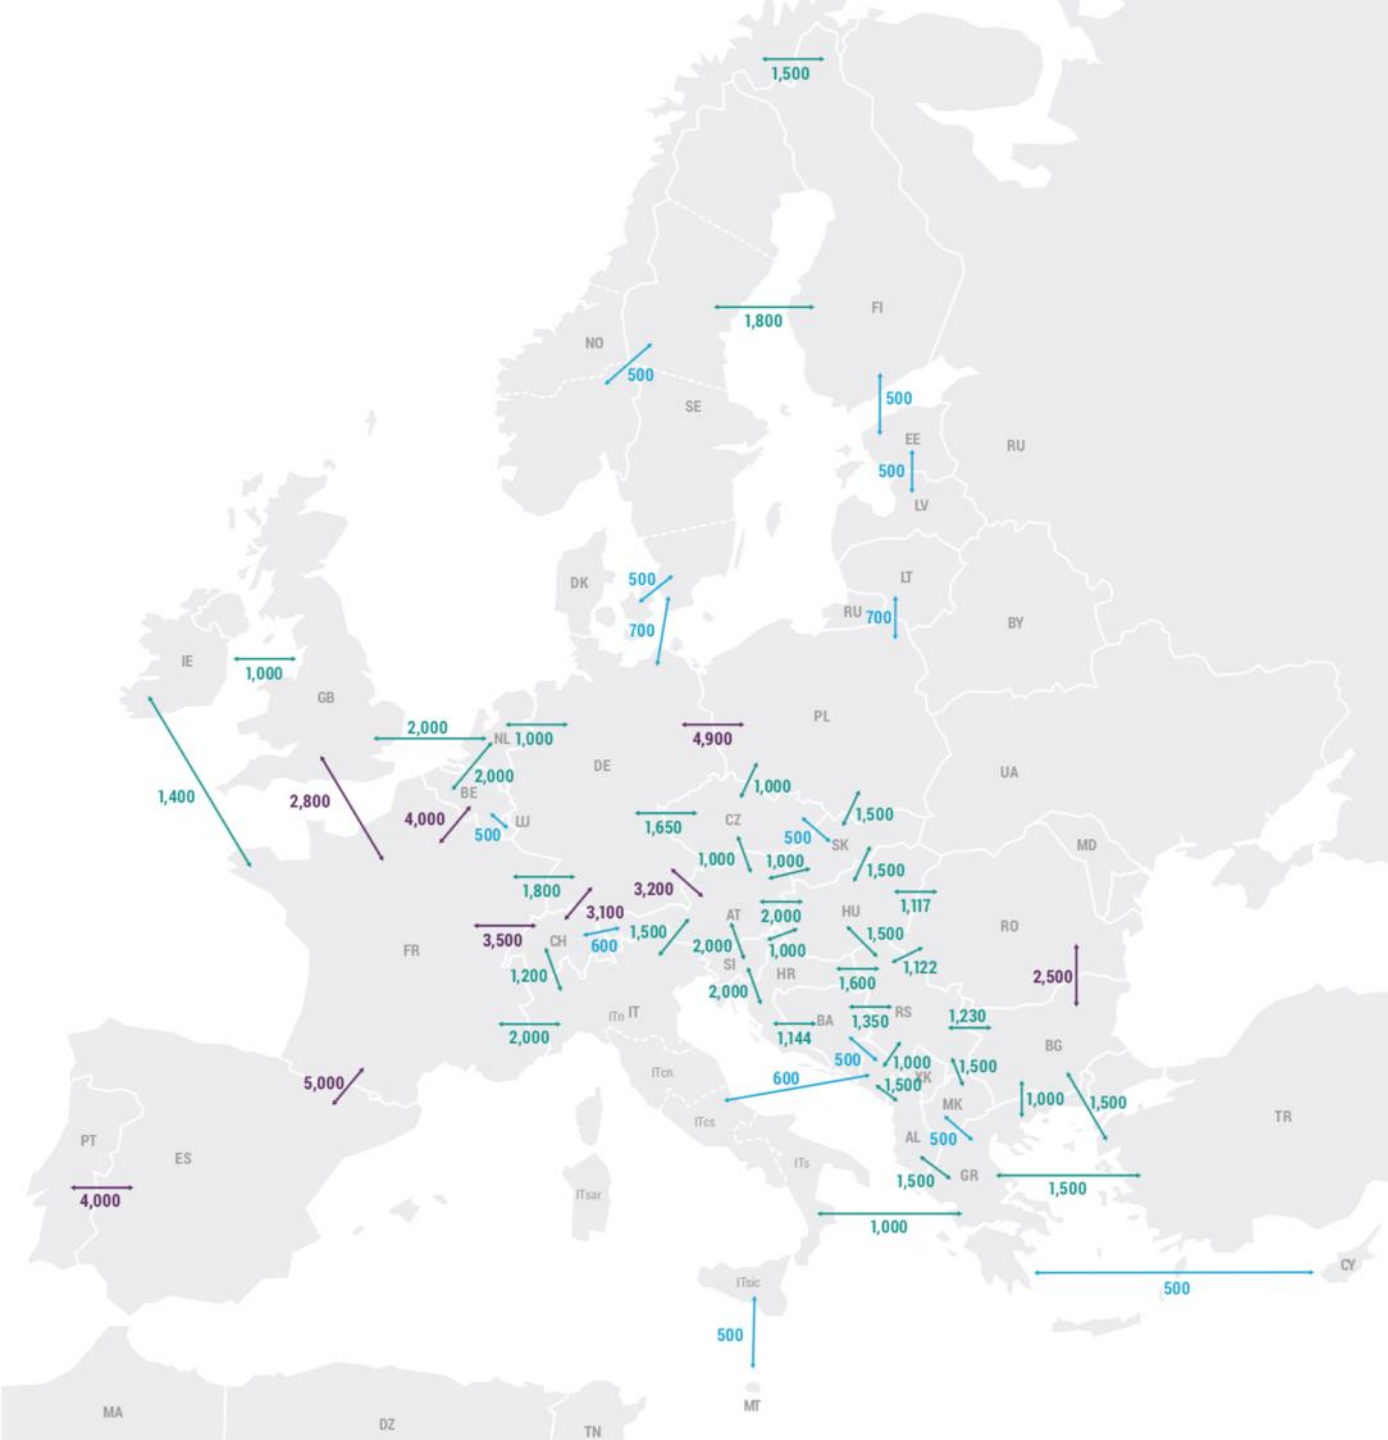 1,500
FI
1,800
NO
500
SE
500
EE
RU
500
LV
DK
500
LT
RU
700
BY
700
IE
1,000
GB
PL
2,000
NL
1,000
4,900
DE
UA
2,000
1,000
BE
1,400
2,800
4,000
LU
500
1,650
CZ
1,500
500
SK
MD
1,000
1,000
1,500
1,800
3,200
1,117
3,100
AT
2,000
HU
RO
1,500
1,500
3,500
CH
600
2,000
1,000
FR
SI
HR
1,122
1,200
1,600
2,500
2,000
ITn
IT
BA
1,350
RS
1,230
2,000
1,144
BG
500
1,000
1,500
ITcn
600
XK
5,000
1,500
1,000
1,500
MK
TR
ITcs
PT
AL
500
ES
ITs
GR
1,500
1,500
4,000
ITsar
1,000
CY
ITsic
500
500
MT
MA
DZ
TN